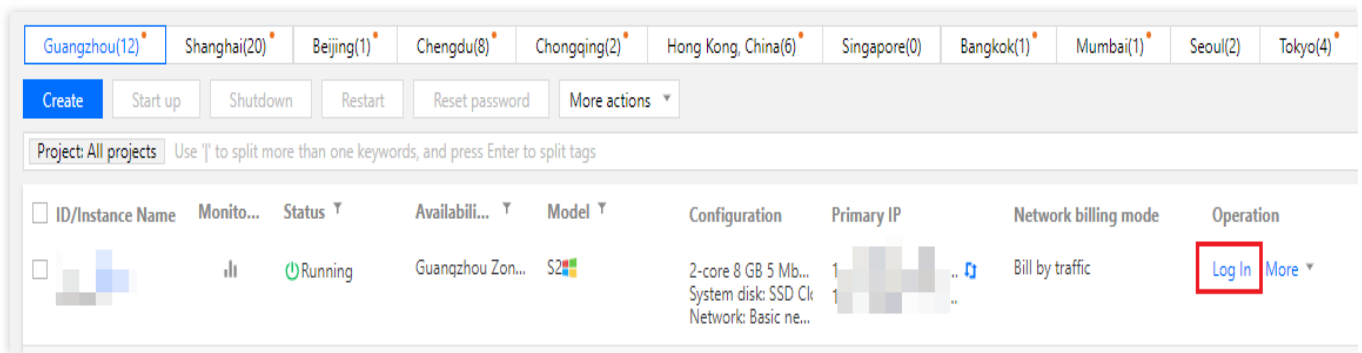 Guangzhou(12) Shanghai(20) Beijing(1) Chengdu(8) Chongqing(2) Hong Kong, China(6) Singapore(0) Bangkok(1) Mumbai(1) Seoul(2) Tokyo(4)
Create Start up Shutdown Restart Reset password More actions
Project: All projects Use '|' to split more than one keywords, and press Enter to split tags
ID/Instance Name Monito... Status Availabili... Model Configuration Primary IP Network billing mode Operation
Running Guangzhou Zon... S2 2-core 8 GB 5 Mb... 1 .. Bill by traffic Log In More
System disk: SSD Clo 1 ..
Network: Basic ne...